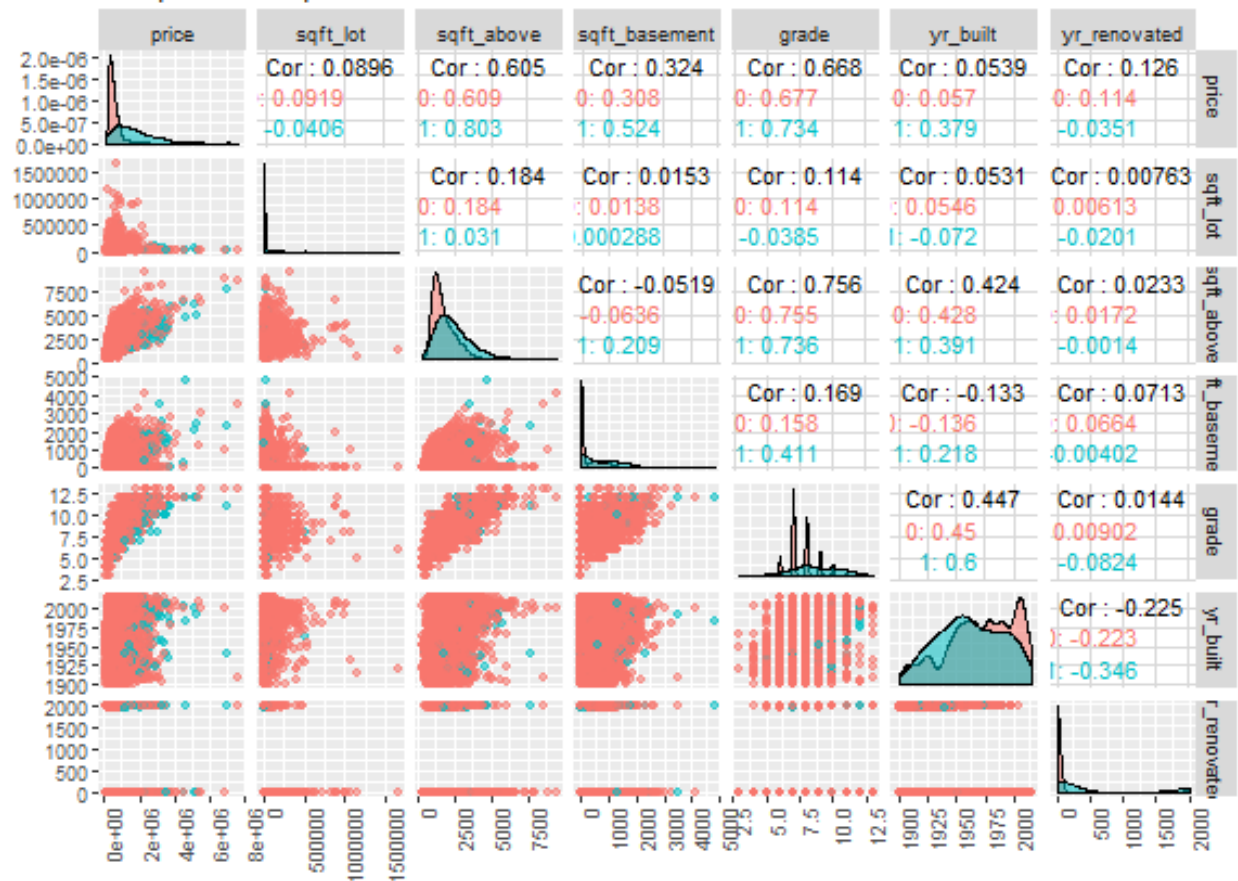 price sqft_lot sqft_above sqft_basement grade yr_built yr_renovated
2.0e-06 Cor : 0.0896 Cor : 0.605 Cor : 0.324 Cor : 0.668 Cor : 0.0539 Cor : 0.126 price
1.5e-06
1.0e-06 : 0.0919 0: 0.609 0: 0.308 0: 0.677 0: 0.057 0: 0.114
5.0e-07 -0.0406 1: 0.803 1: 0.524 1: 0.734 1: 0.379 -0.0351
0.0e+00
1500000 Cor : 0.184 Cor : 0.0153 Cor : 0.114 Cor : 0.0531 Cor : 0.00763 sqft_lot
1000000 0: 0.184 : 0.0138 0: 0.114 : 0.0546 0.00613
500000 1: 0.031 .000288 -0.0385 1: -0.072 -0.0201
0
7500 Cor : -0.0519 Cor : 0.756 Cor : 0.424 Cor : 0.0233 sqft_above
5000 -0.0636 0: 0.755 0: 0.428 : 0.0172
2500 1: 0.209 1: 0.736 1: 0.391 -0.0014
0
5000 Cor : 0.169 Cor : -0.133 Cor : 0.0713 ft_baseme
4000
3000 0: 0.158 : -0.136 : 0.0664
2000
1000 1: 0.411 1: 0.218 0.00402
0
12.5 Cor : 0.447 Cor : 0.0144 grade
10.0 0: 0.45 0.00902
7.5
5.0 1: 0.6 -0.0824
2.5
2000 Cor : -0.225 yr_built
1975
1950 : -0.223
1925 1: -0.346
1900
2000 r_renovated
1500
1000
500
0
0e+00 2e+06 4e+06 6e+06 8e+06 0 500000 1000000 1500000 0 2500 5000 7500 0 1000 2000 3000 4000 5000 2.5 5.0 7.5 10.0 12.5 1900 1925 1950 1975 2000 0 500 1000 1500 2000